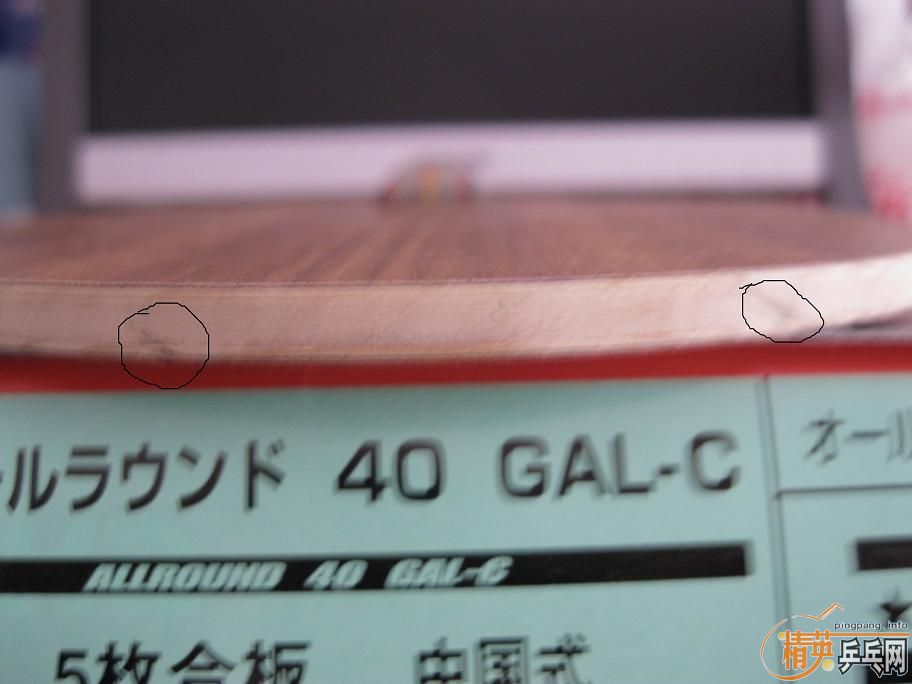 ールラウンド 40 GAL-C
オール
ALLROUND 40 GAL-C
5枚合板 中国式
pingpang.info
精英乒乓网